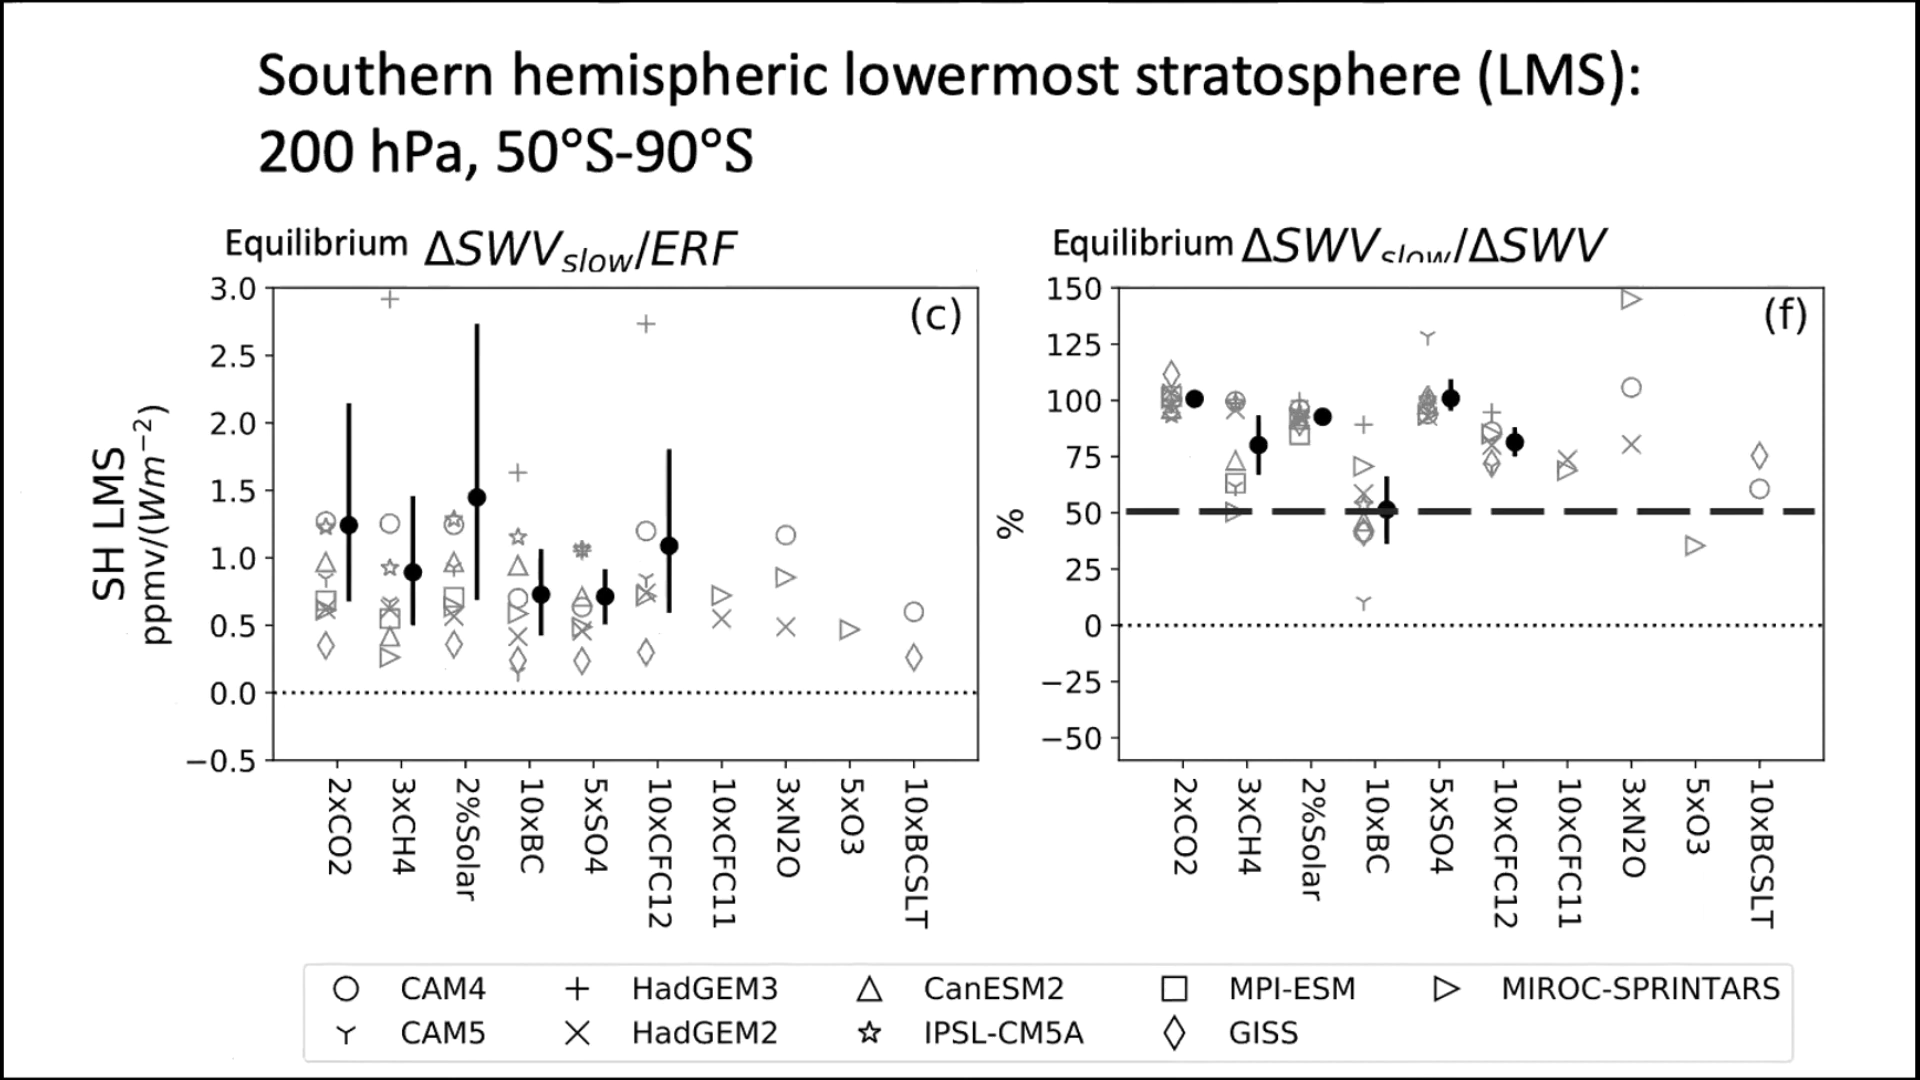 Southern hemispheric lowermost stratosphere (LMS):
200 hPa, 50°S-90°S
Equilibrium ΔSWVslow/ERF
Equilibrium ΔSWVslow/ΔSWV
SH LMS
ppmv/(Wm−2)
3.0
2.5
2.0
1.5
1.0
0.5
0.0
−0.5
(c)
2xCO2
3xCH4
2%Solar
10xBC
5xSO4
10xCFC12
10xCFC11
3xN2O
5xO3
10xBCSLT
%
150
125
100
75
50
25
0
−25
−50
(f)
2xCO2
3xCH4
2%Solar
10xBC
5xSO4
10xCFC12
10xCFC11
3xN2O
5xO3
10xBCSLT
CAM4 HadGEM3 CanESM2 MPI-ESM MIROC-SPRINTARS
CAM5 HadGEM2 IPSL-CM5A GISS